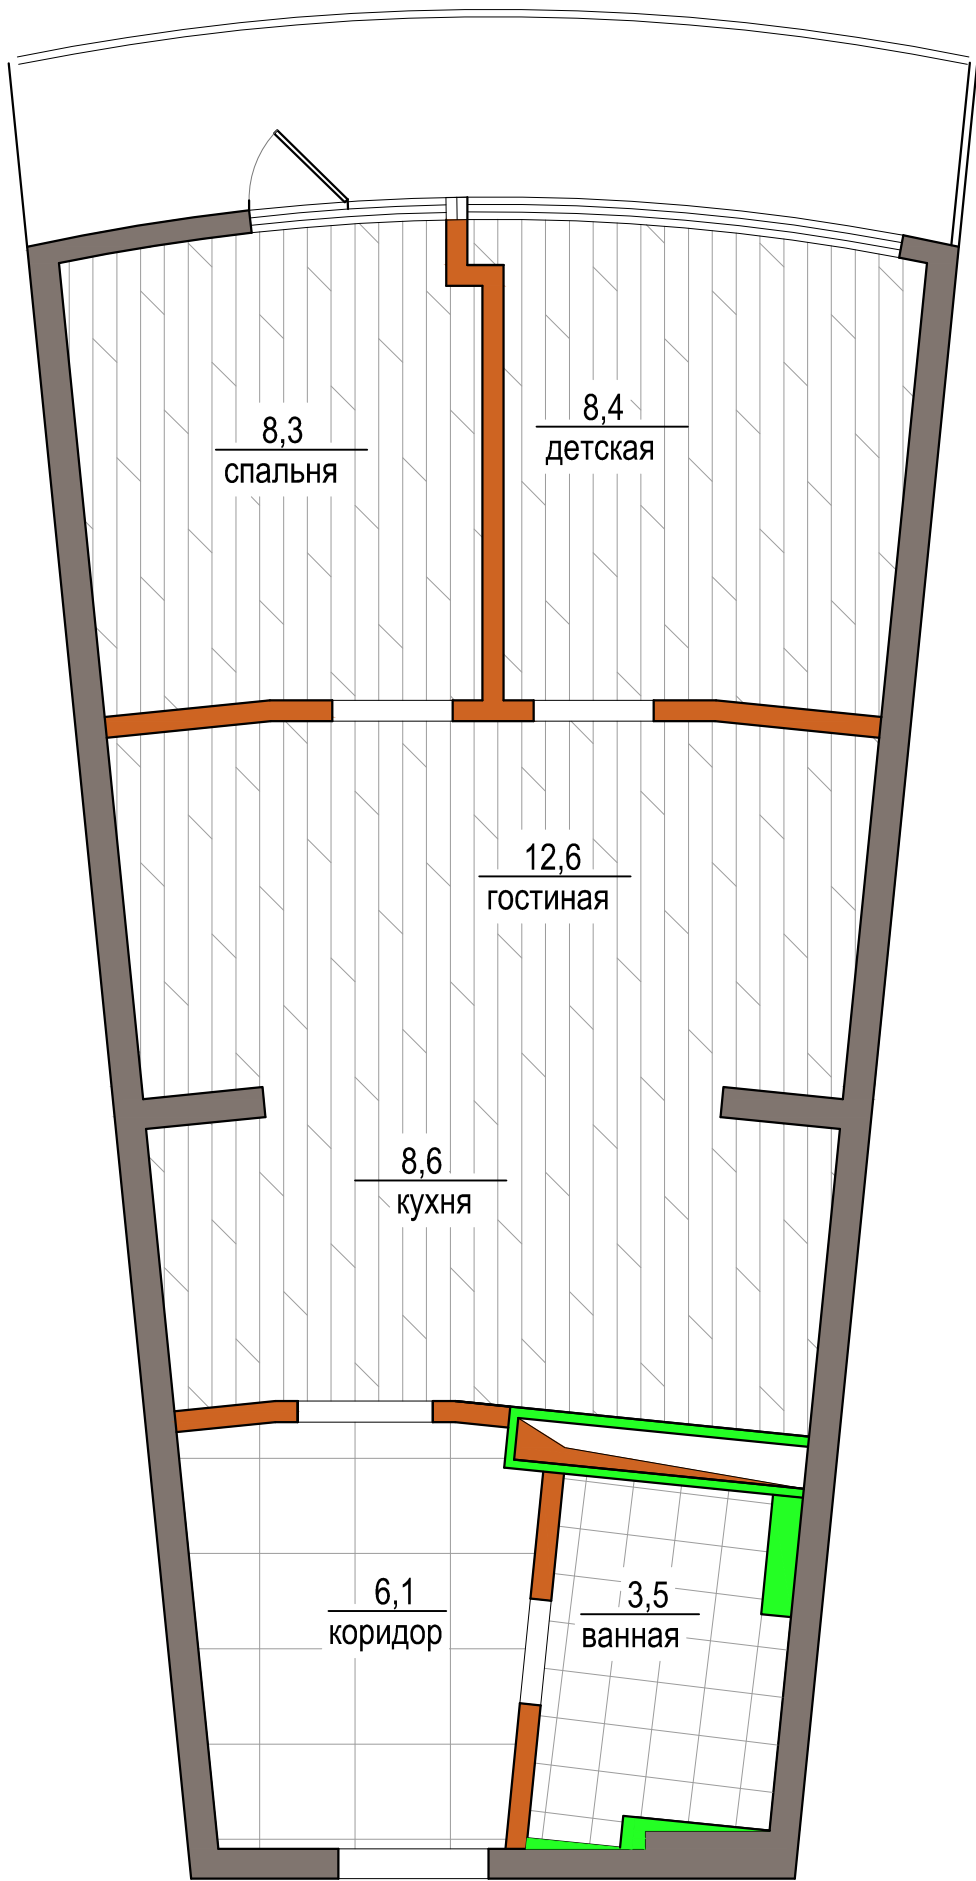 8,4
детская
8,3
спальня
12,6
гостиная
8,6
кухня
6,1
коридор
3,5
ванная